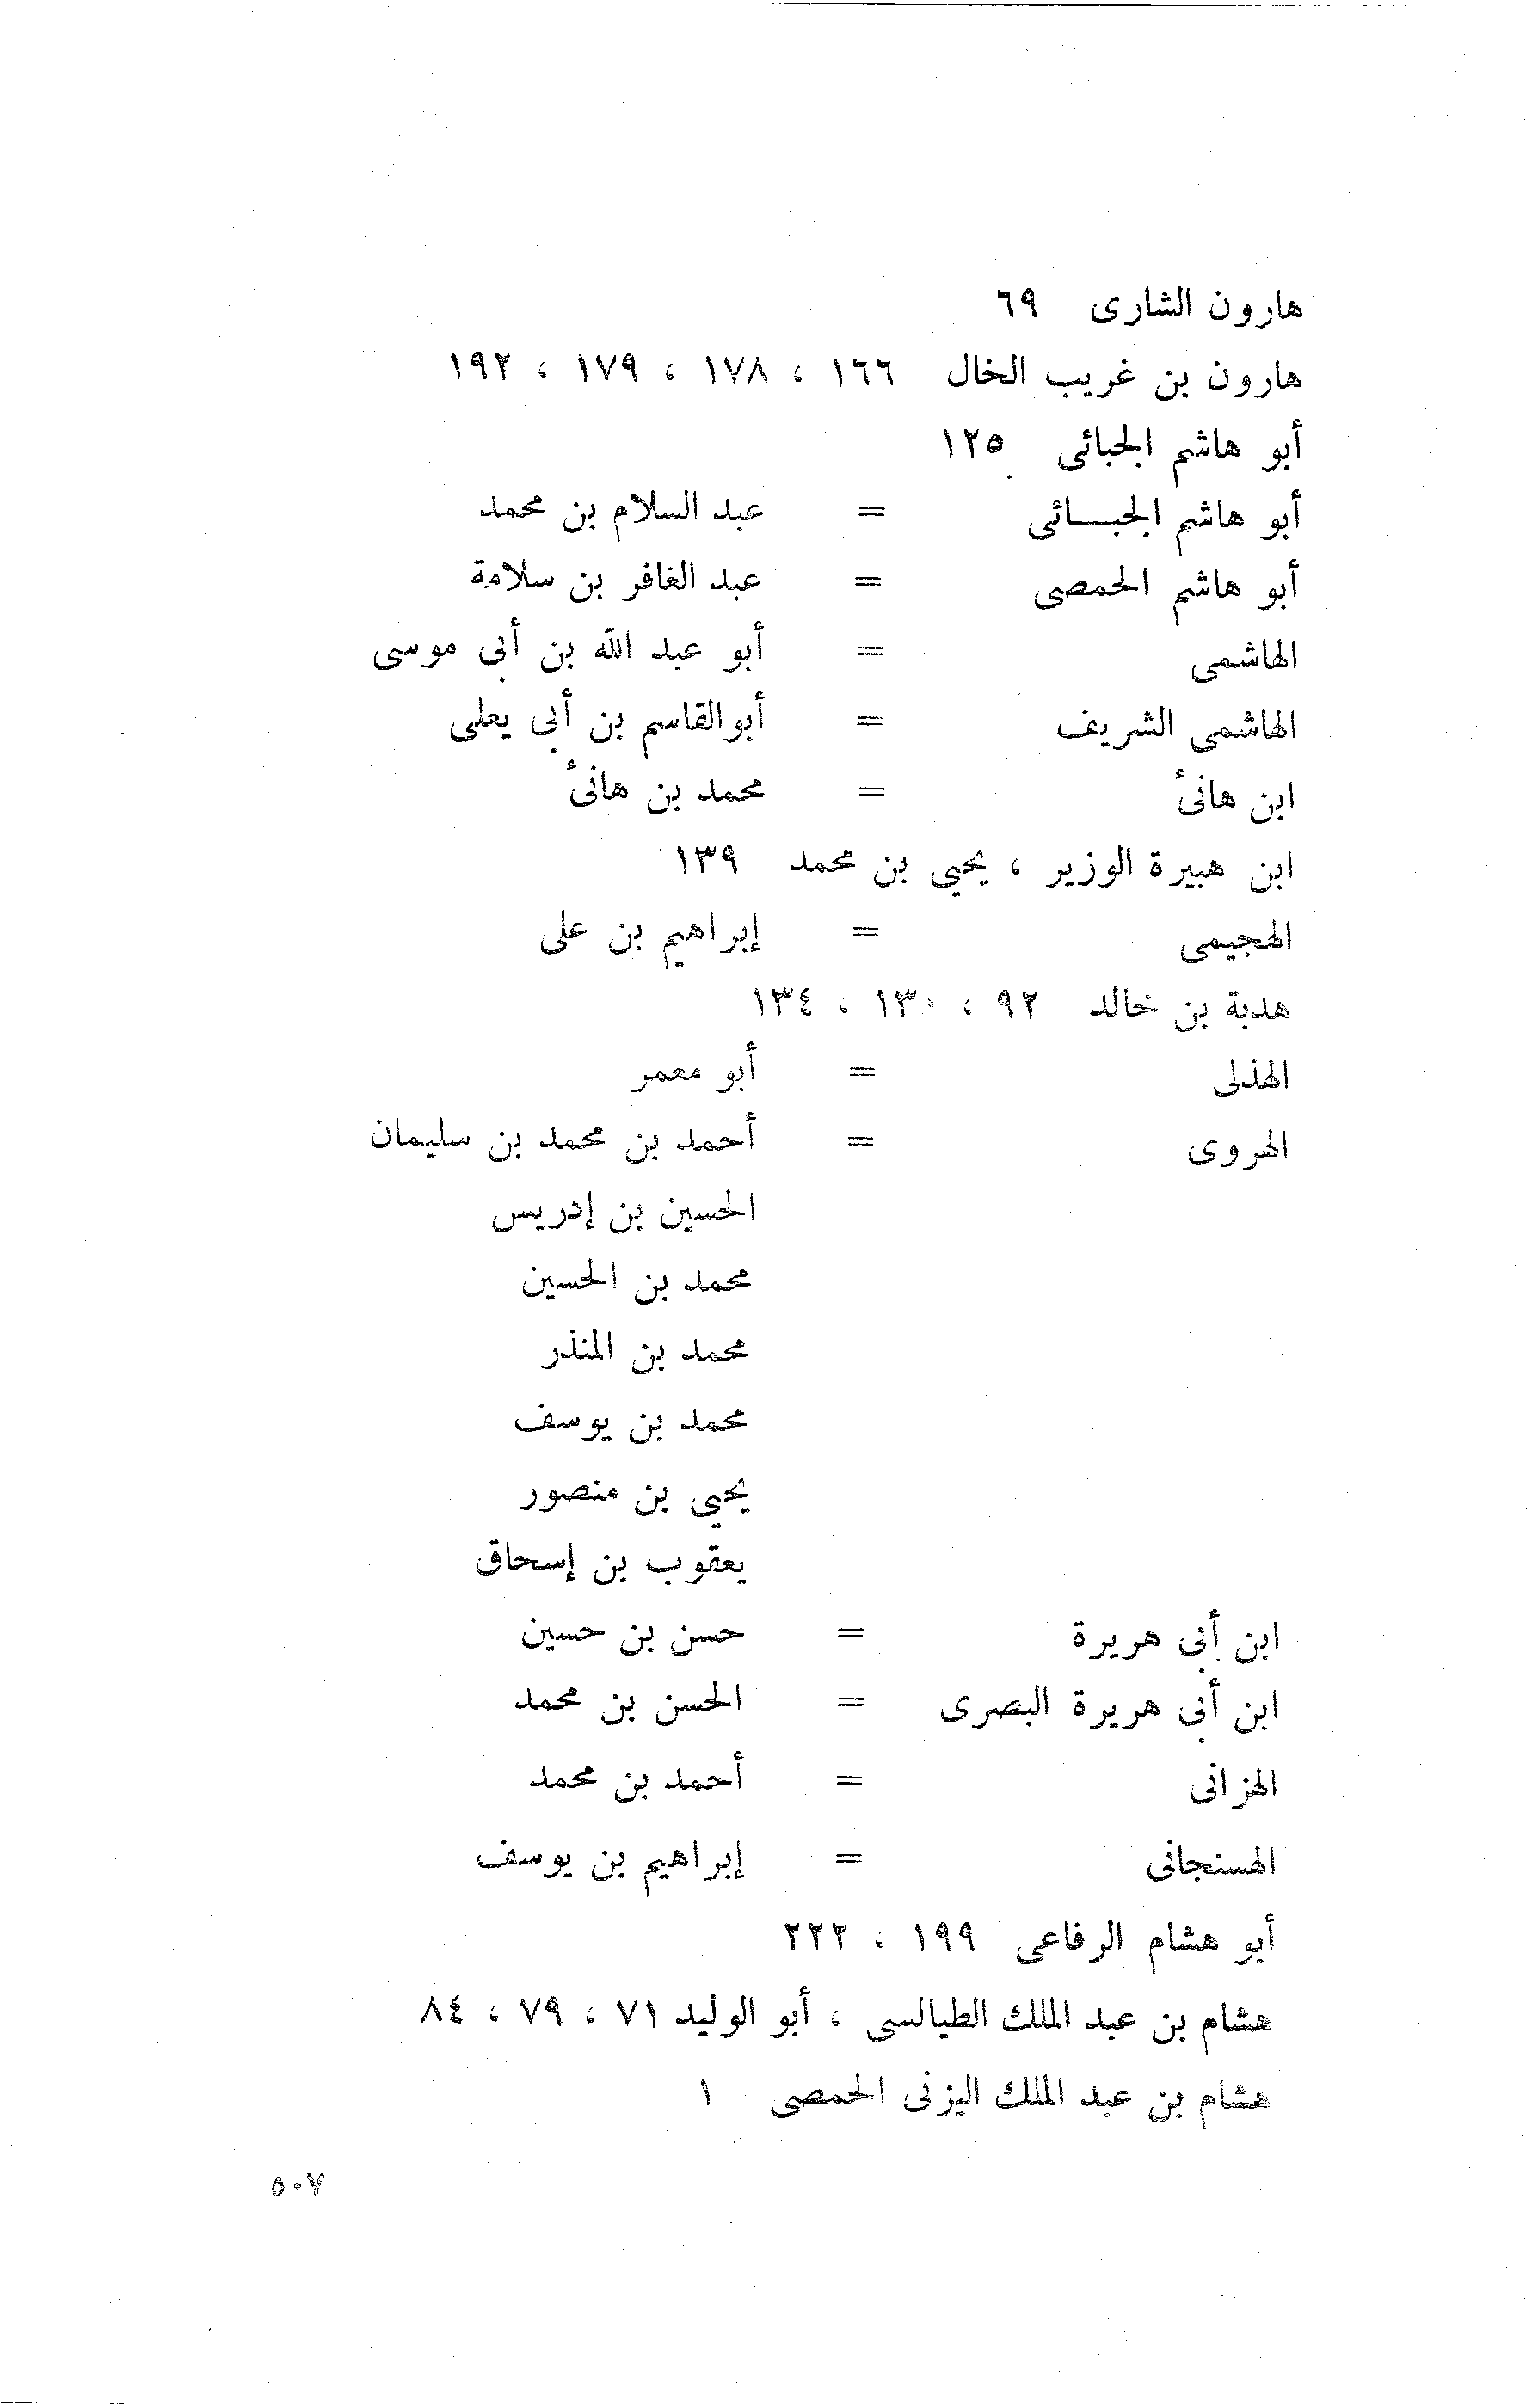 هارون الشارى ٦٩
هارون بن غريب الخال ١٦٦ ، ١٧٨ ، ١٧٩ ، ١٩٢
أبو هاشم الجبائى ١٢٥
أبو هاشم الجبـــائى = عبد السلام بن محمد
أبو هاشم الحمصى = عبد الغافر بن سلامة
الهاشمى = أبو عبد الله بن أبى موسى
الهاشمى الشريف = أبوالقاسم بن أبى يعلى
ابن هانىٔ = محمد بن هانىٔ
ابن هبيرة الوزير ، يحيى بن محمد ١٣٩
الهجيمى = إبراهيم بن على
هدبة بن خالد ٩٢ ، ١٣٠ ، ١٣٤
الهذلى = أبو معمر
الهروى = أحمد بن محمد بن سليمان
الحسين بن إدريس
محمد بن الحسين
محمد بن المنذر
محمد بن يوسف
يحيى بن منصور
يعقوب بن إسحاق
ابن أبى هريرة = حسن بن حسين
ابن أبى هريرة البصرى = الحسن بن محمد
الهزانى = أحمد بن محمد
الهسنجانى = إبراهيم بن يوسف
أبو هشام الرفاعى ١٩٩ ، ٢٢٢
هشام بن عبد الملك الطيالسى ، أبو الوليد ٧١ ، ٧٩ ، ٨٤
هشام بن عبد الملك اليزنى الحمصى ١
٥٠٧